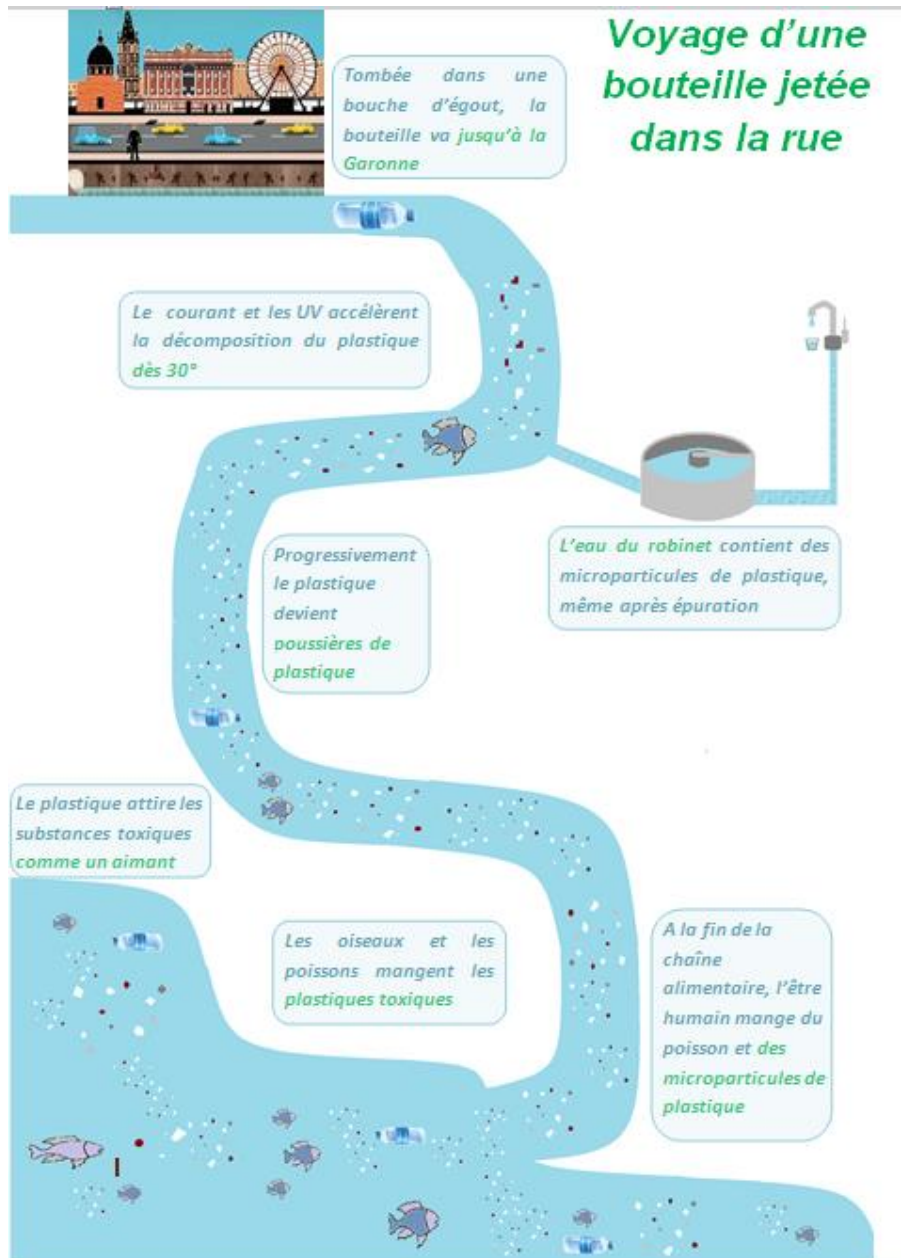 Voyage d'une
bouteille jetée
dans la rue
Tombée dans une
bouche d'égout, la
bouteille va jusqu'à la
Garonne
Le courant et les UV accélèrent
la décomposition du plastique
dès 30°
L'eau du robinet contient des
microparticules de plastique,
même après épuration
Progressivement
le plastique
devient
poussières de
plastique
Le plastique attire les
substances toxiques
comme un aimant
Les oiseaux et les
poissons mangent les
plastiques toxiques
A la fin de la
chaîne
alimentaire, l'être
humain mange du
poisson et des
microparticules de
plastique